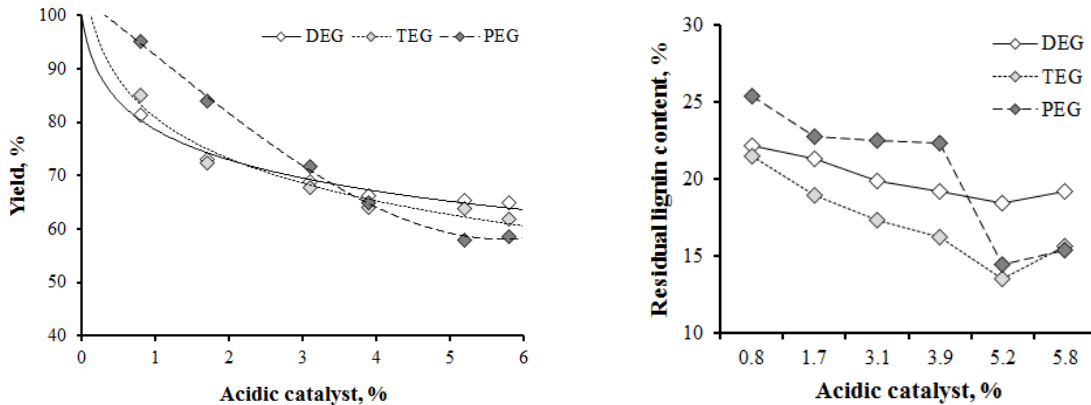 100
90
80
70
60
50
40
0 1 2 3 4 5 6
Yield, %
Acidic catalyst, %
DEG TEG PEG
30
25
20
15
10
0.8 1.7 3.1 3.9 5.2 5.8
Residual lignin content, %
Acidic catalyst, %
DEG
TEG
PEG